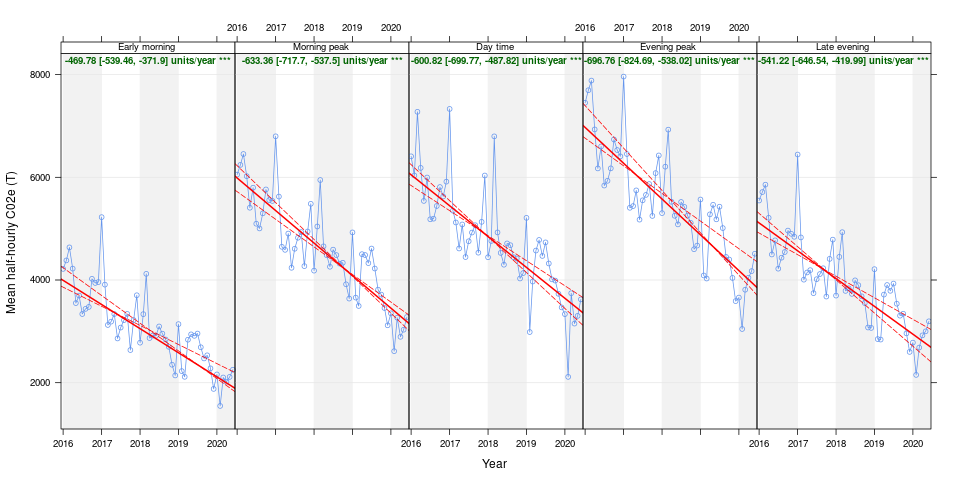 2016 2017 2018 2019 2020 2016 2017 2018 2019 2020
Early morning Morning peak Day time Evening peak Late evening
-469.78 [-539.46, -371.9] units/year *** -633.36 [-717.7, -537.5] units/year *** -600.82 [-699.77, -487.82] units/year *** -696.76 [-824.69, -538.02] units/year *** -541.22 [-646.54, -419.99] units/year ***
8000
6000
4000
2000
Mean half-hourly C02e (T)
2016 2017 2018 2019 2020 2016 2017 2018 2019 2020 2016 2017 2018 2019 2020
Year